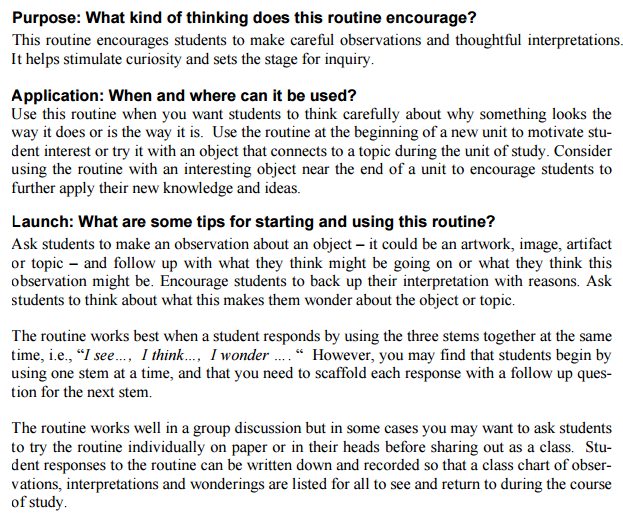 Purpose: What kind of thinking does this routine encourage?
This routine encourages students to make careful observations and thoughtful interpretations.
It helps stimulate curiosity and sets the stage for inquiry.
Application: When and where can it be used?
Use this routine when you want students to think carefully about why something looks the
way it does or is the way it is. Use the routine at the beginning of a new unit to motivate stu-
dent interest or try it with an object that connects to a topic during the unit of study. Consider
using the routine with an interesting object near the end of a unit to encourage students to
further apply their new knowledge and ideas.
Launch: What are some tips for starting and using this routine?
Ask students to make an observation about an object – it could be an artwork, image, artifact
or topic – and follow up with what they think might be going on or what they think this
observation might be. Encourage students to back up their interpretation with reasons. Ask
students to think about what this makes them wonder about the object or topic.
The routine works best when a student responds by using the three stems together at the same
time, i.e., “I see..., I think..., I wonder .... “ However, you may find that students begin by
using one stem at a time, and that you need to scaffold each response with a follow up ques-
tion for the next stem.
The routine works well in a group discussion but in some cases you may want to ask students
to try the routine individually on paper or in their heads before sharing out as a class. Stu-
dent responses to the routine can be written down and recorded so that a class chart of obser-
vations, interpretations and wonderings are listed for all to see and return to during the course
of study.